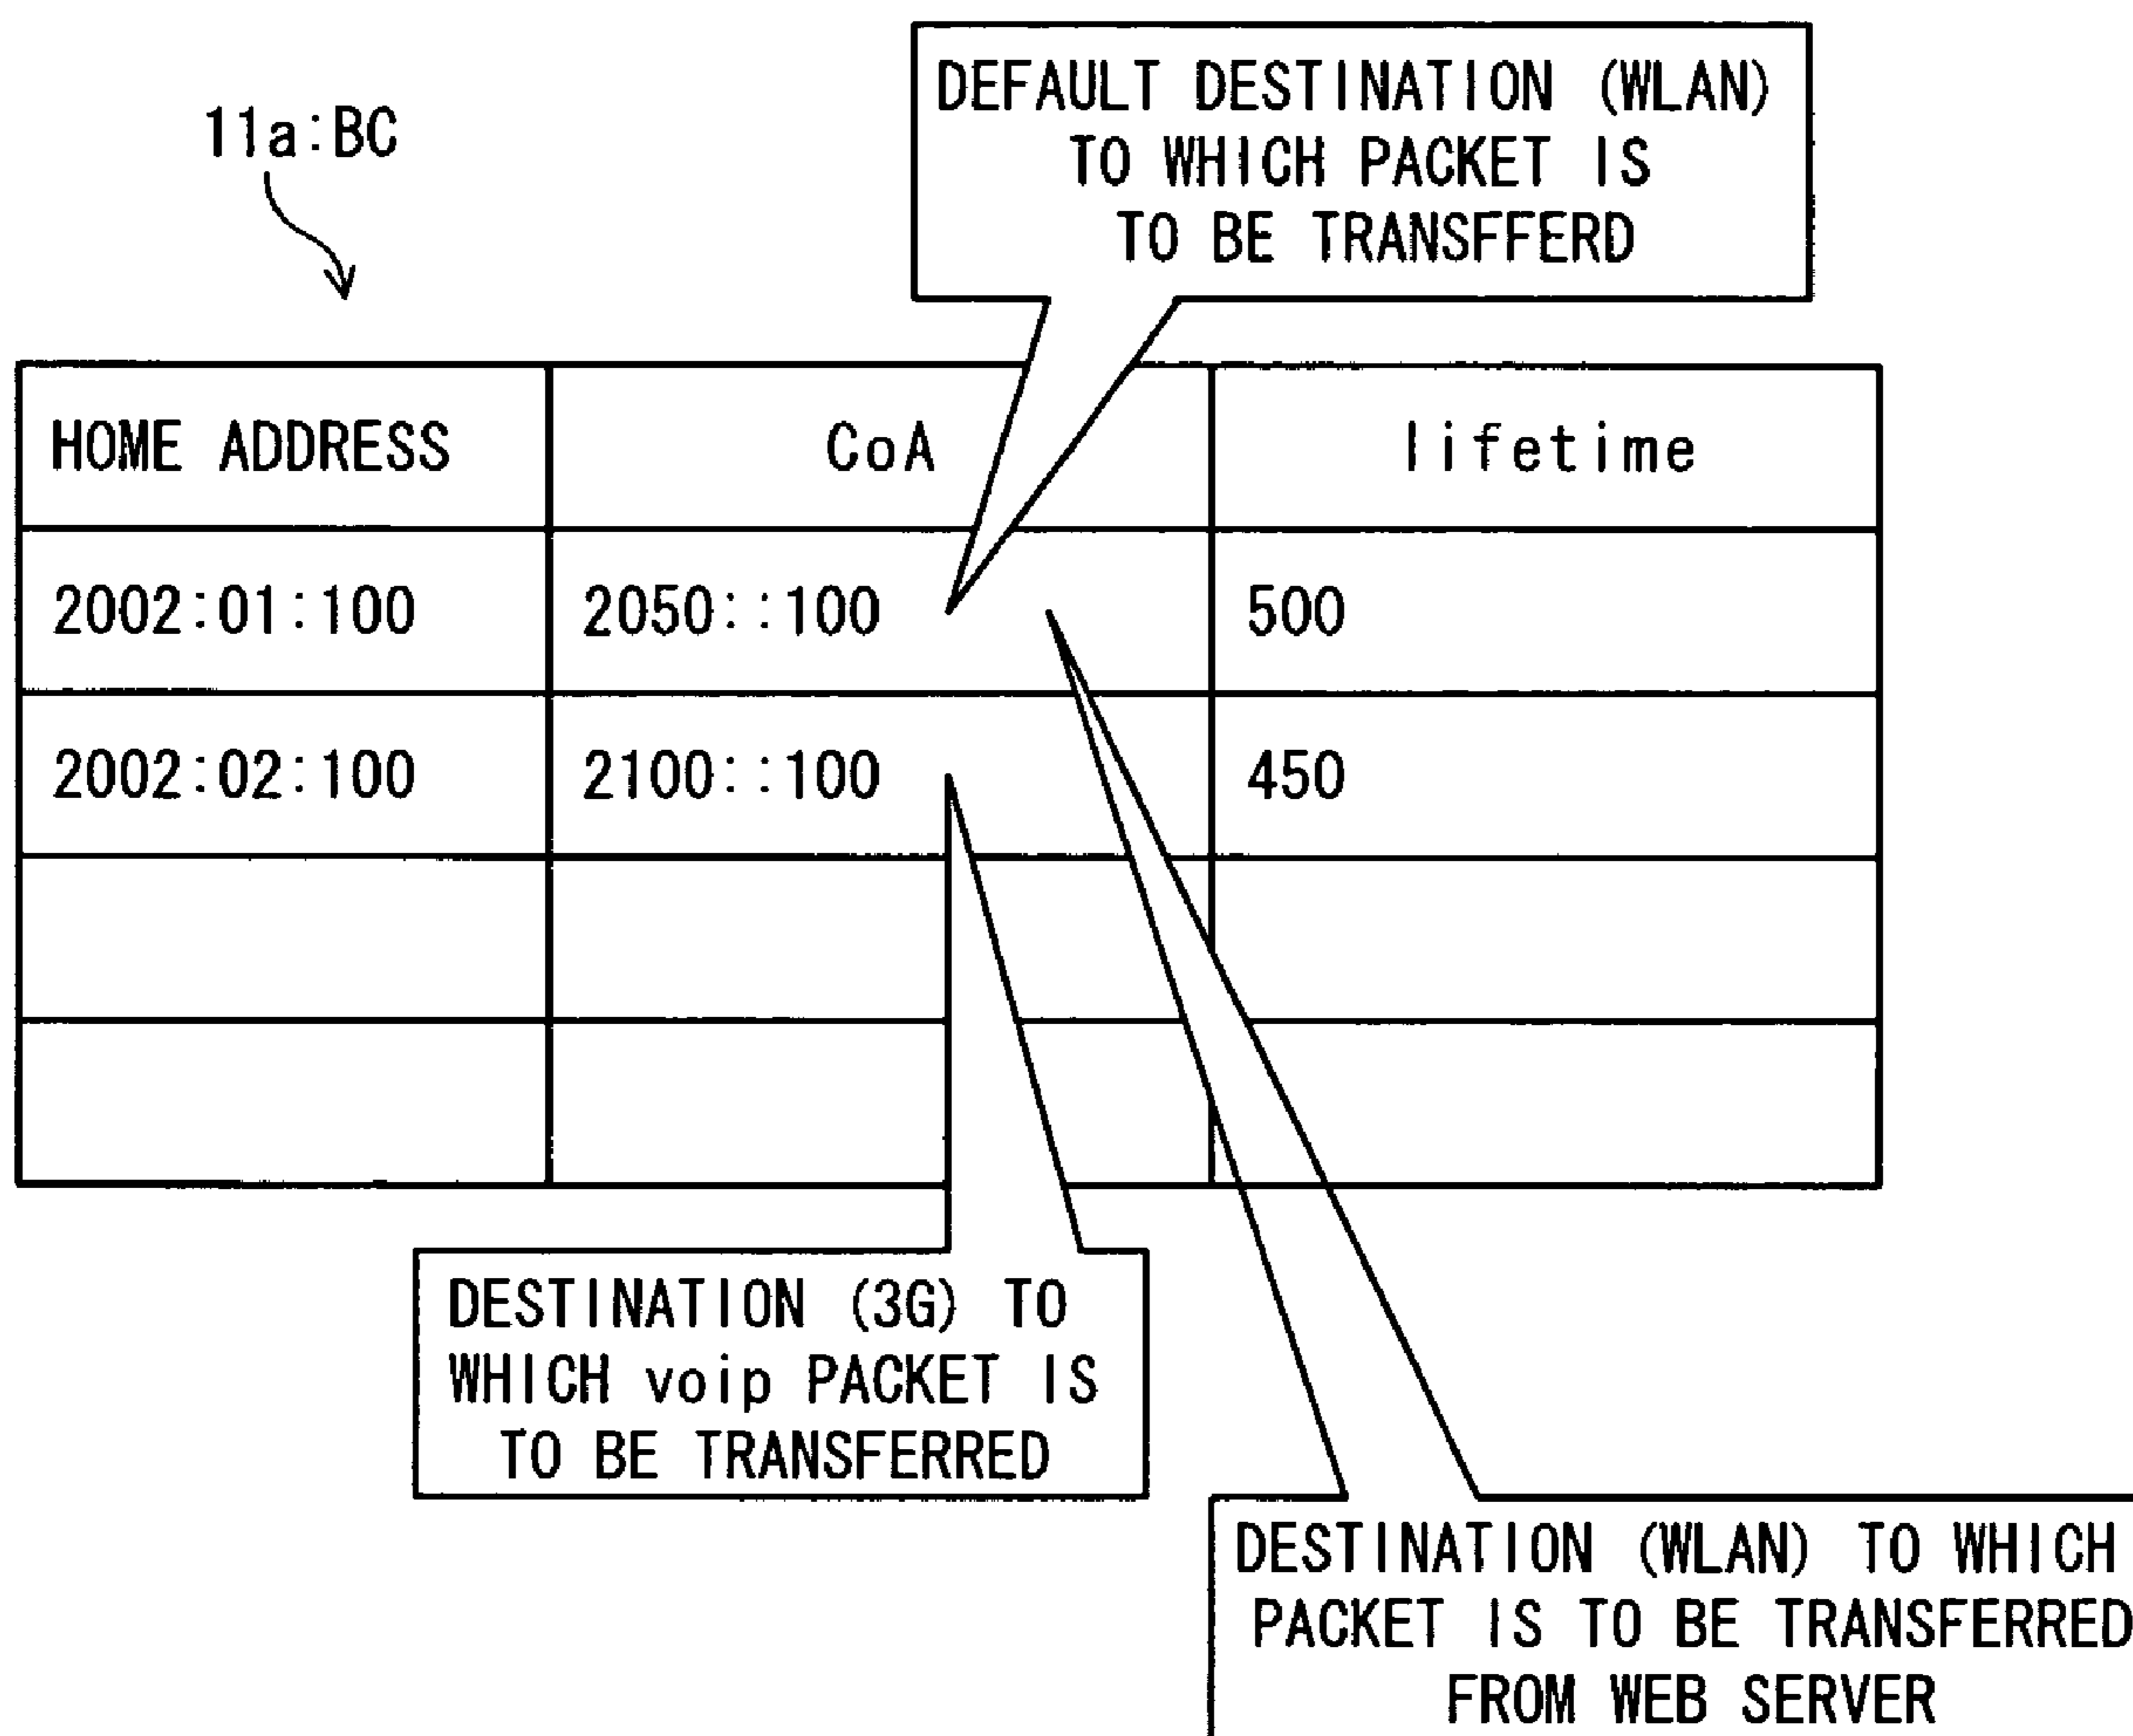 DEFAULT DESTINATION (WLAN)
TO WHICH PACKET IS
TO BE TRANSFFERD
11a:BC
HOME ADDRESS CoA lifetime
2002:01:100 2050::100 500
2002:02:100 2100::100 450
DESTINATION (3G) TO
WHICH voip PACKET IS
TO BE TRANSFERRED
DESTINATION (WLAN) TO WHICH
PACKET IS TO BE TRANSFERRED
FROM WEB SERVER